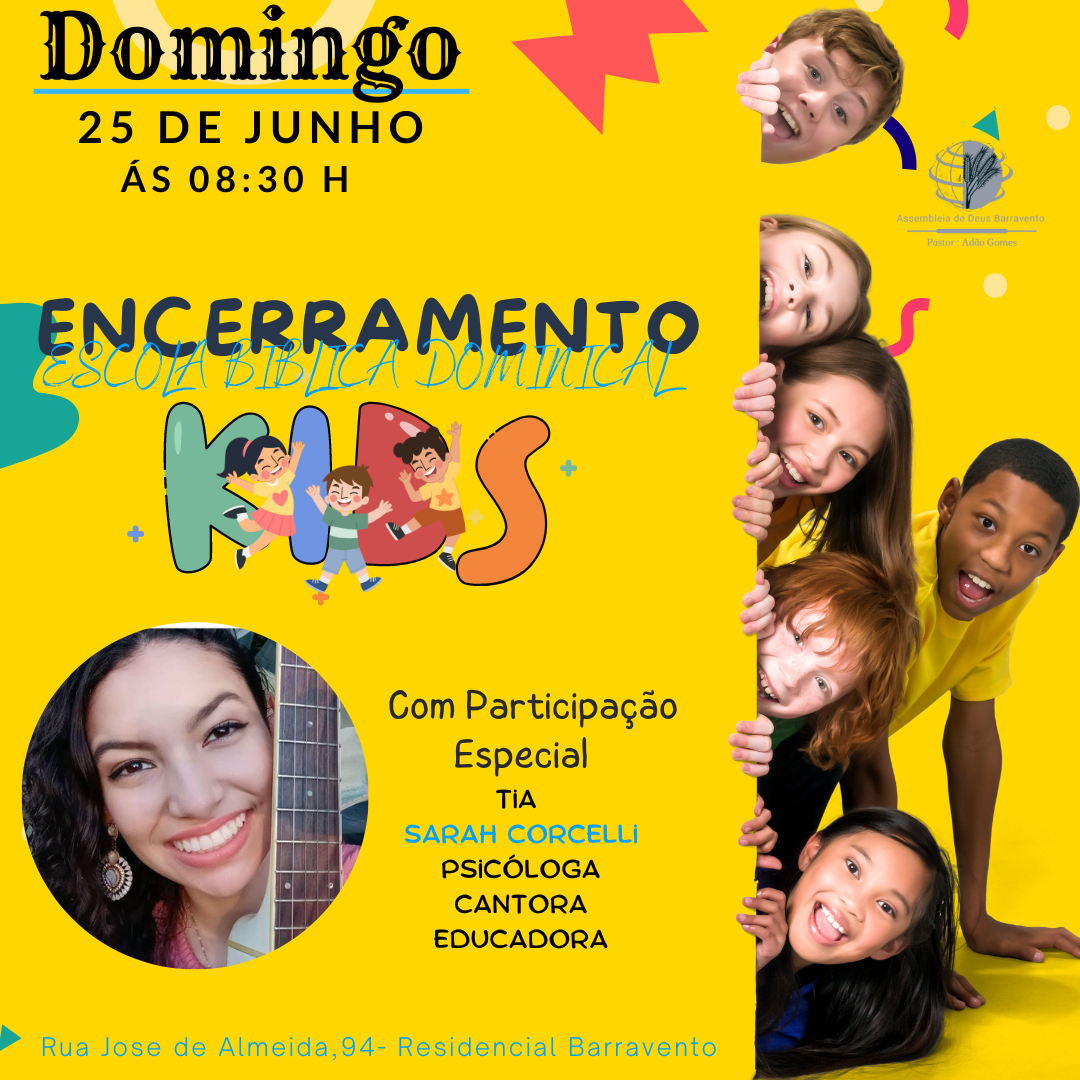 Domingo
25 DE JUNHO
ÁS 08:30 H
Assembleia de Deus Barravento
Pastor : Adão Gomes
ENCERRAMENTO
ESCOLA BIBLICA DOMINICAL
KIDS
Com Participação
Especial
TiA
SARAH CORCELLi
PSiCÓLOGA
CANTORA
EDUCADORA
Rua Jose de Almeida,94- Residencial Barravento